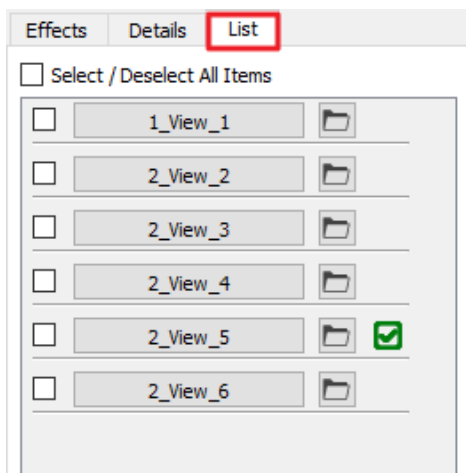 Effects Details List
Select / Deselect All Items
1_View_1
2_View_2
2_View_3
2_View_4
2_View_5
2_View_6